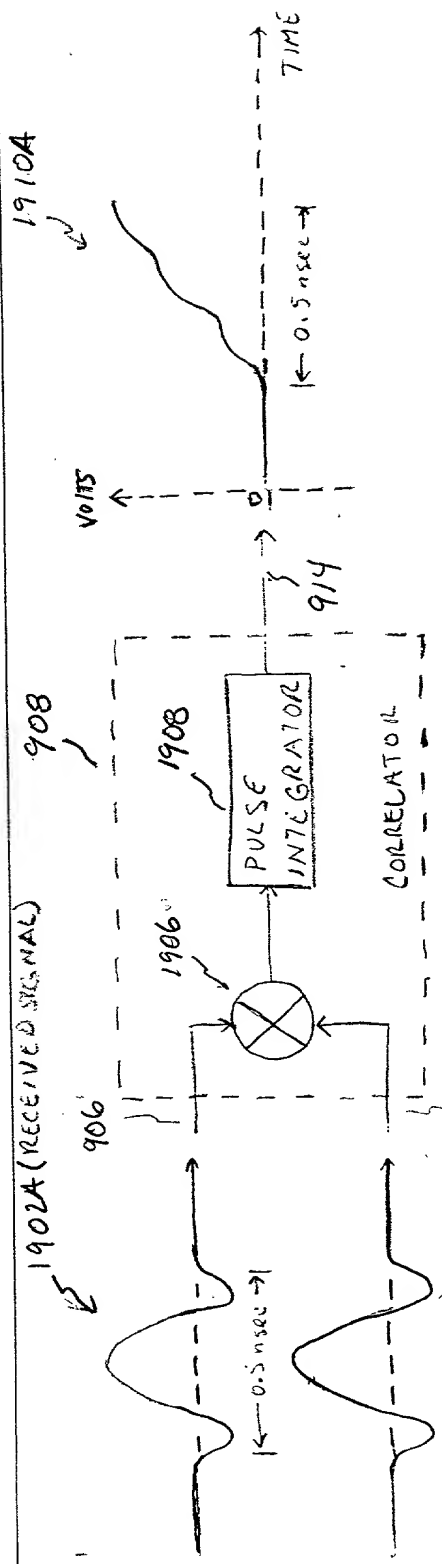 1902A (RECEIVED SIGNAL)
908
1910A
VOLTS
906
1906
1908
PULSE
INTEGRATOR
0
TIME
914
←0.5 nsec→
←0.5 nsec→
CORRELATOR